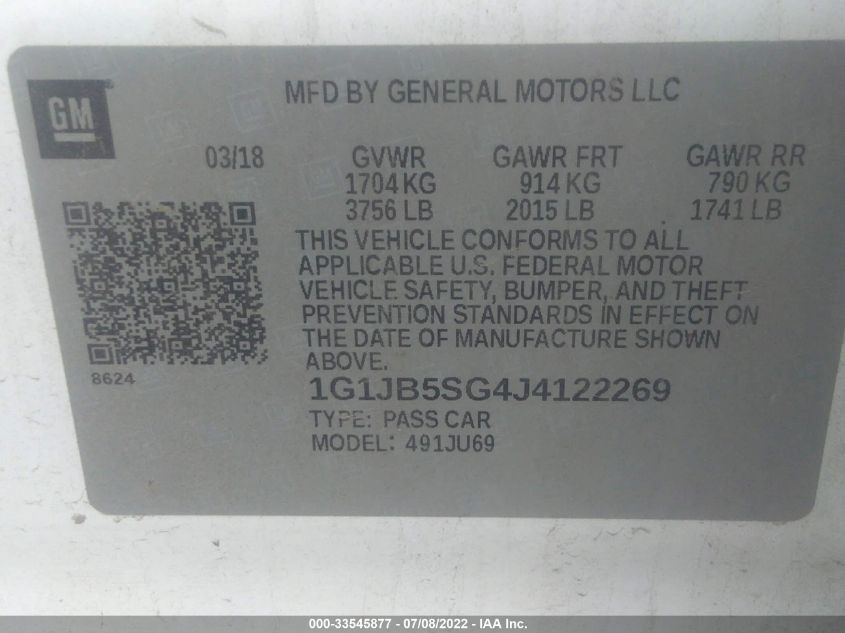 MFD BY GENERAL MOTORS LLC
GM
03/18 GVWR GAWR FRT GAWR RR
1704 KG 914 KG 790 KG
3756 LB 2015 LB 1741 LB
THIS VEHICLE CONFORMS TO ALL
APPLICABLE U.S. FEDERAL MOTOR
VEHICLE SAFETY, BUMPER, AND THEFT
PREVENTION STANDARDS IN EFFECT ON
THE DATE OF MANUFACTURE SHOWN
ABOVE.
8624
1G1JB5SG4J4122269
TYPE: PASS CAR
MODEL: 491JU69
000-33545877 - 07/08/2022 - IAA Inc.